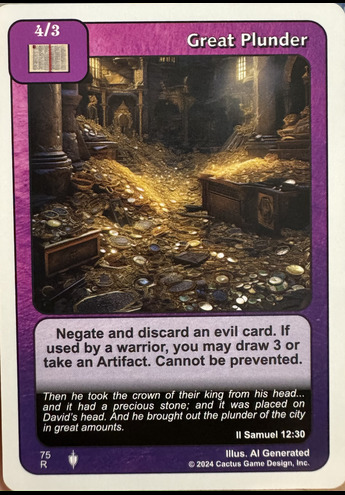 4/3
Great Plunder
Negate and discard an evil card. If
used by a warrior, you may draw 3 or
take an Artifact. Cannot be prevented.
Then he took the crown of their king from his head...
and it had a precious stone; and it was placed on
David's head. And he brought out the plunder of the city
in great amounts.
II Samuel 12:30
75
R
Illus. AI Generated
© 2024 Cactus Game Design, Inc.